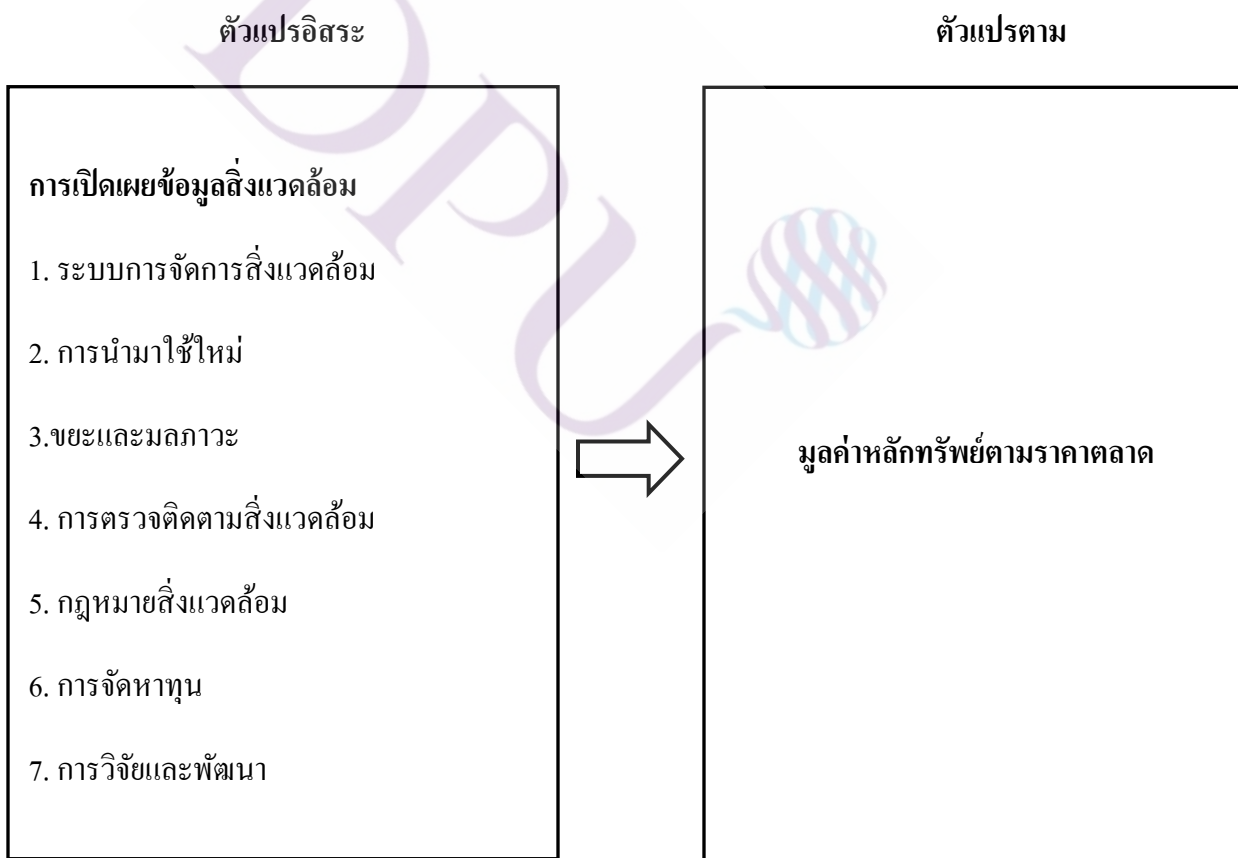 ตัวแปรอิสระ
ตัวแปรตาม
การเปิดเผยข้อมูลสิ่งแวดล้อม
1. ระบบการจัดการสิ่งแวดล้อม
2. การนำมาใช้ใหม่
3.ขยะและมลภาวะ
4. การตรวจติดตามสิ่งแวดล้อม
5. กฎหมายสิ่งแวดล้อม
6. การจัดหาทุน
7. การวิจัยและพัฒนา
มูลค่าหลักทรัพย์ตามราคาตลาด
DPU